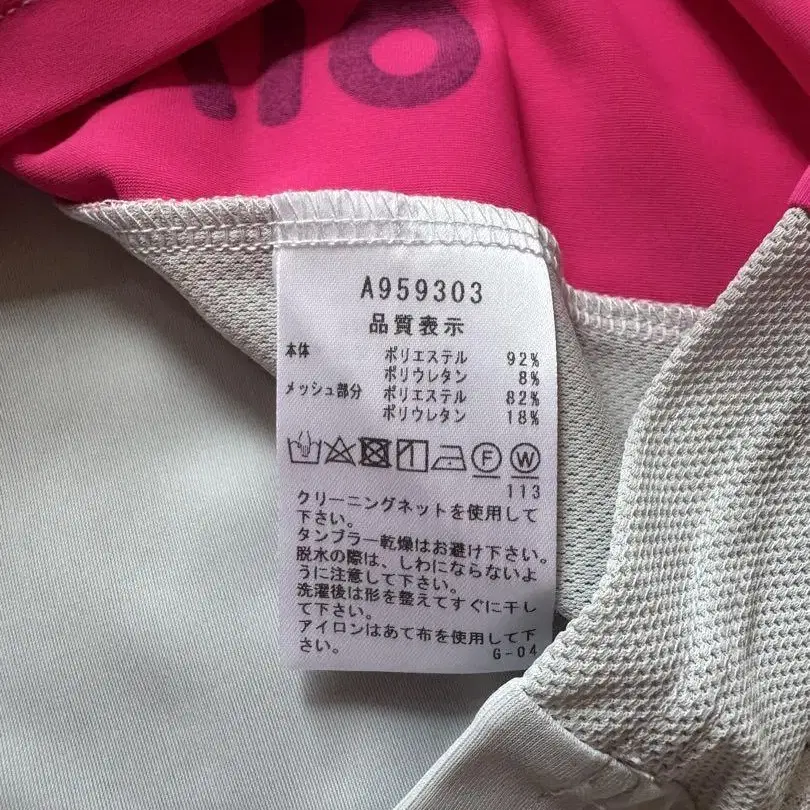 A959303
品質表示
本体 ポリエステル 92%
ポリウレタン 8%
メッシュ部分 ポリエステル 82%
ポリウレタン 18%
F W
113
クリーニングネットを使用して
下さい。
タンブラー乾燥はお避け下さい。
脱水の際は、しわにならないよ
うに注意して下さい。
洗濯後は形を整えてすぐに干し
て下さい。
アイロンはあて布を使用して下
さい。
G-04